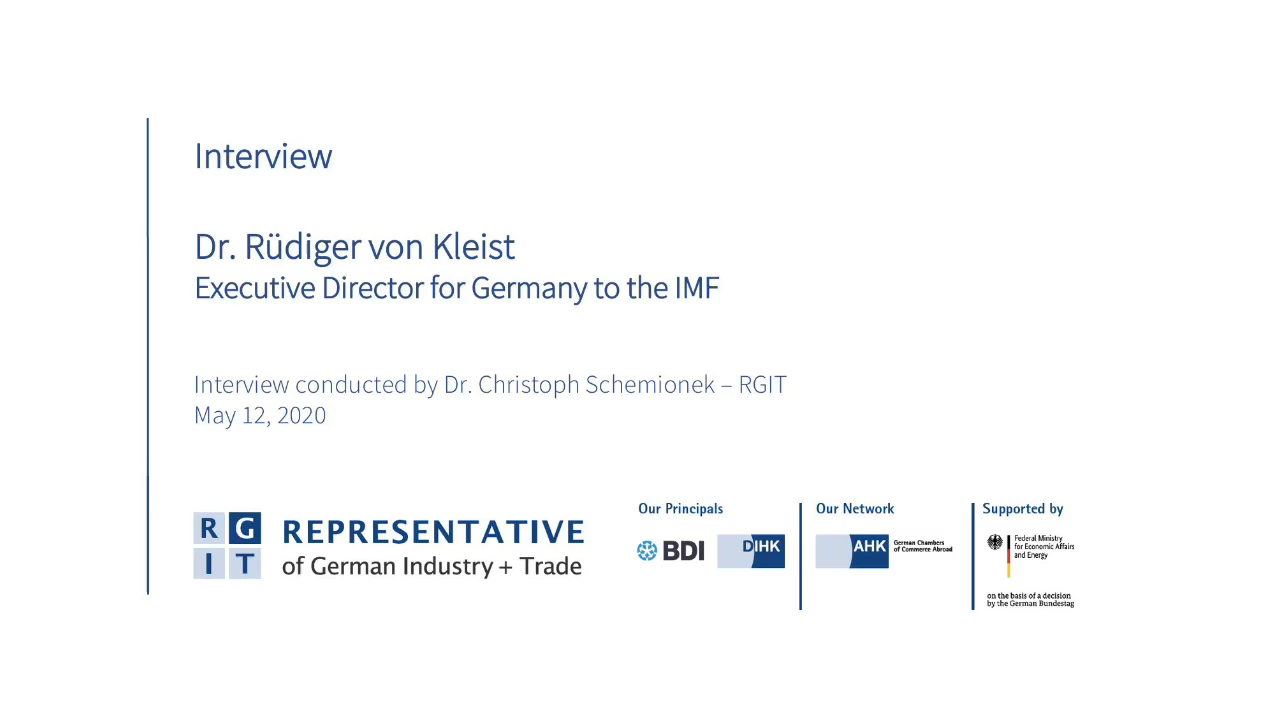 Interview
Dr. Rüdiger von Kleist
Executive Director for Germany to the IMF
Interview conducted by Dr. Christoph Schemionek – RGIT
May 12, 2020
R G
I T
REPRESENTATIVE
of German Industry + Trade
Our Principals
BDI
DIHK
Our Network
AHK
German Chambers
of Commerce Abroad
Supported by
Federal Ministry
for Economic Affairs
and Energy
on the basis of a decision
by the German Bundestag